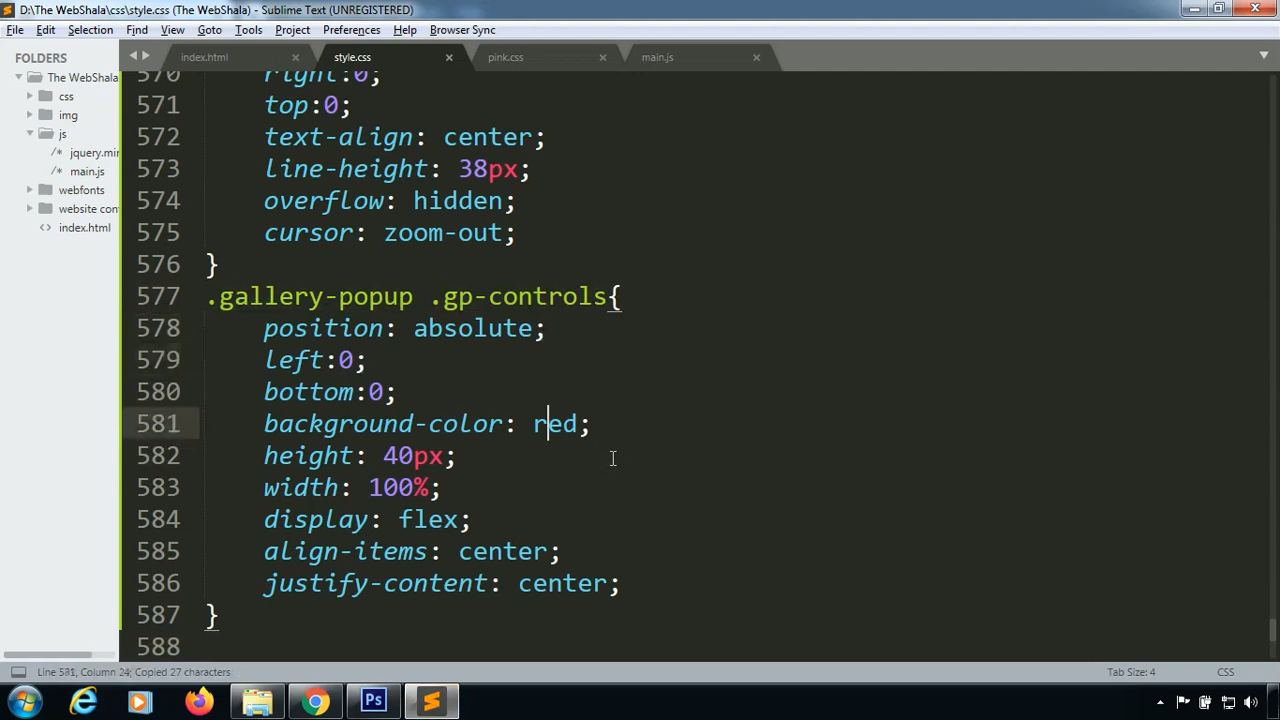 D:\The WebShala\css\style.css (The WebShala) - Sublime Text (UNREGISTERED)
File Edit Selection Find View Goto Tools Project Preferences Help Browser Sync
FOLDERS
The WebShala
css
img
js
/* jquery.mi
/* main.js
webfonts
website con
<> index.html
index.html × style.css × pink.css × main.js ×
570 right:0;
571 top:0;
572 text-align: center;
573 line-height: 38px;
574 overflow: hidden;
575 cursor: zoom-out;
576 }
577 .gallery-popup .gp-controls{
578 position: absolute;
579 left:0;
580 bottom:0;
581 background-color: red;
582 height: 40px;
583 width: 100%;
584 display: flex;
585 align-items: center;
586 justify-content: center;
587 }
588
Line 581, Column 24; Copied 27 characters Tab Size: 4 CSS
Ps